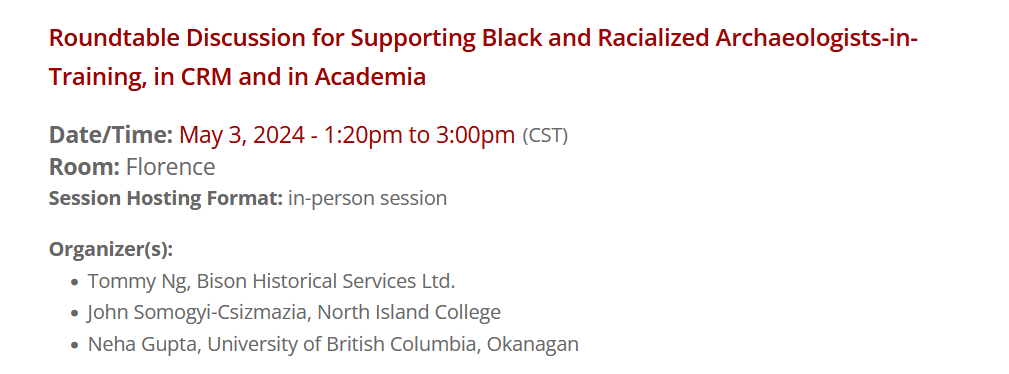 Roundtable Discussion for Supporting Black and Racialized Archaeologists-in-
Training, in CRM and in Academia
Date/Time: May 3, 2024 - 1:20pm to 3:00pm (CST)
Room: Florence
Session Hosting Format: in-person session
Organizer(s):
• Tommy Ng, Bison Historical Services Ltd.
• John Somogyi-Csizmazia, North Island College
• Neha Gupta, University of British Columbia, Okanagan